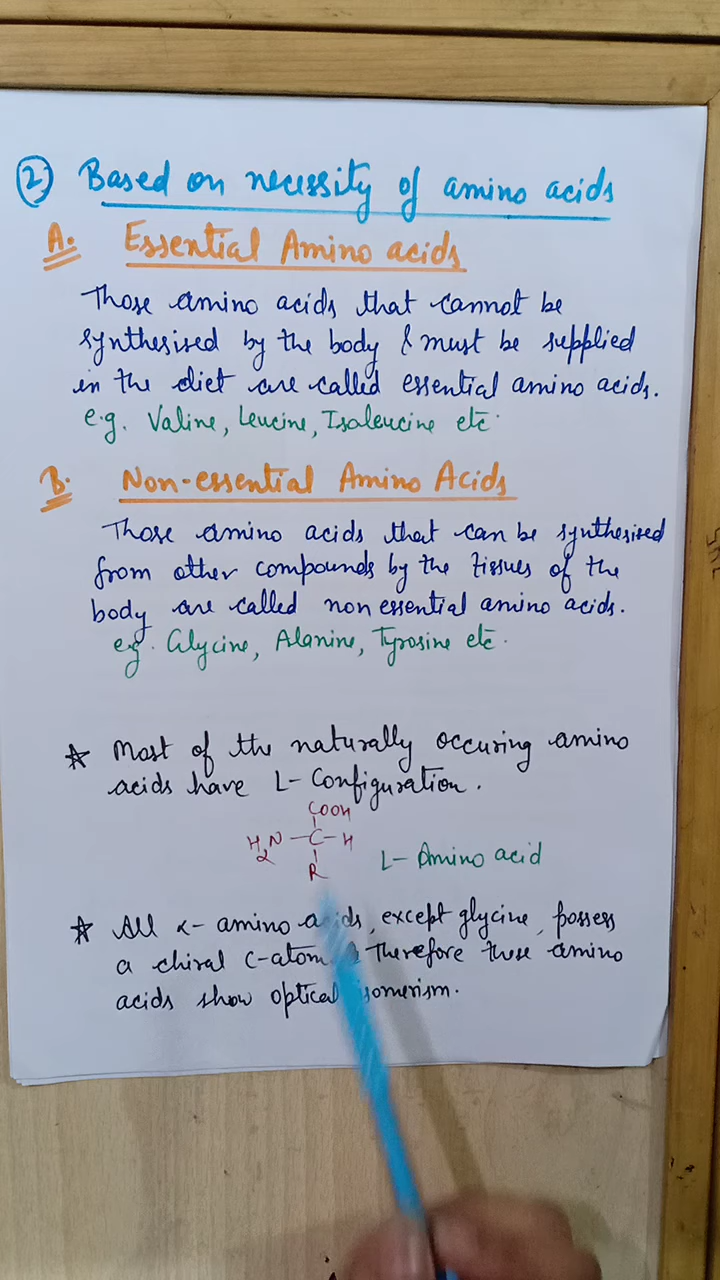 ② Based on necessity of amino acids
A. Essential Amino acids
Those amino acids that cannot be
synthesised by the body & must be supplied
in the diet are called essential amino acids.
e.g. Valine, Leucine, Isoleucine etc.
B. Non-essential Amino Acids
Those amino acids that can be synthesised
from other compounds by the tissues of the
body are called non essential amino acids.
eg. Glycine, Alanine, Tyrosine etc.
☆ Most of the naturally occuring amino
acids have L- Configuration.
COOH
H₂N - C - H
R
L- Amino acid
☆ All α- amino acids, except glycine, possess
a chiral C-atom Therefore these amino
acids show optical isomerism.